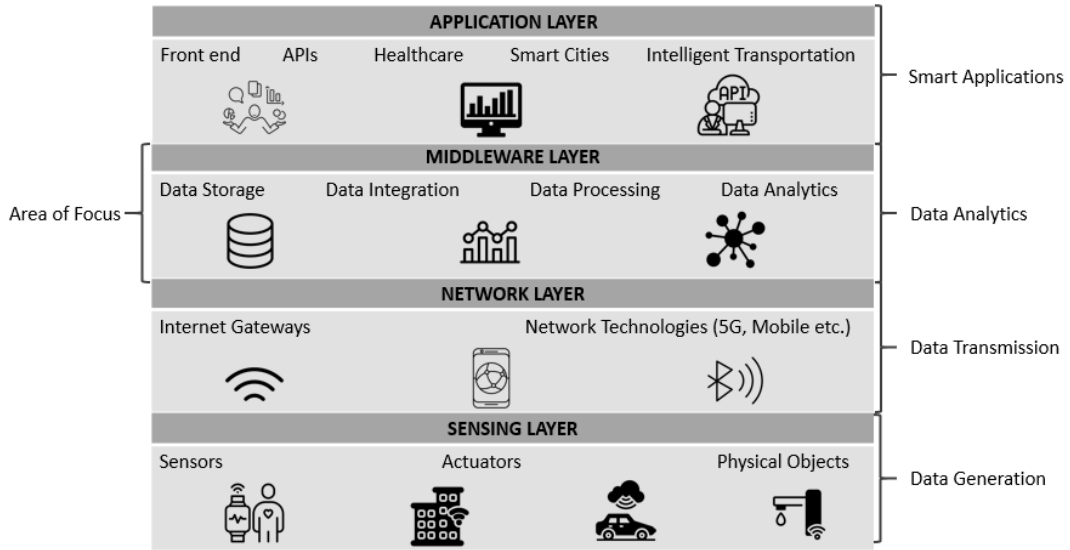 APPLICATION LAYER
Front end APIs Healthcare Smart Cities Intelligent Transportation
API
Smart Applications
MIDDLEWARE LAYER
Data Storage Data Integration Data Processing Data Analytics
Area of Focus
Data Analytics
NETWORK LAYER
Internet Gateways Network Technologies (5G, Mobile etc.)
Data Transmission
SENSING LAYER
Sensors Actuators Physical Objects
Data Generation